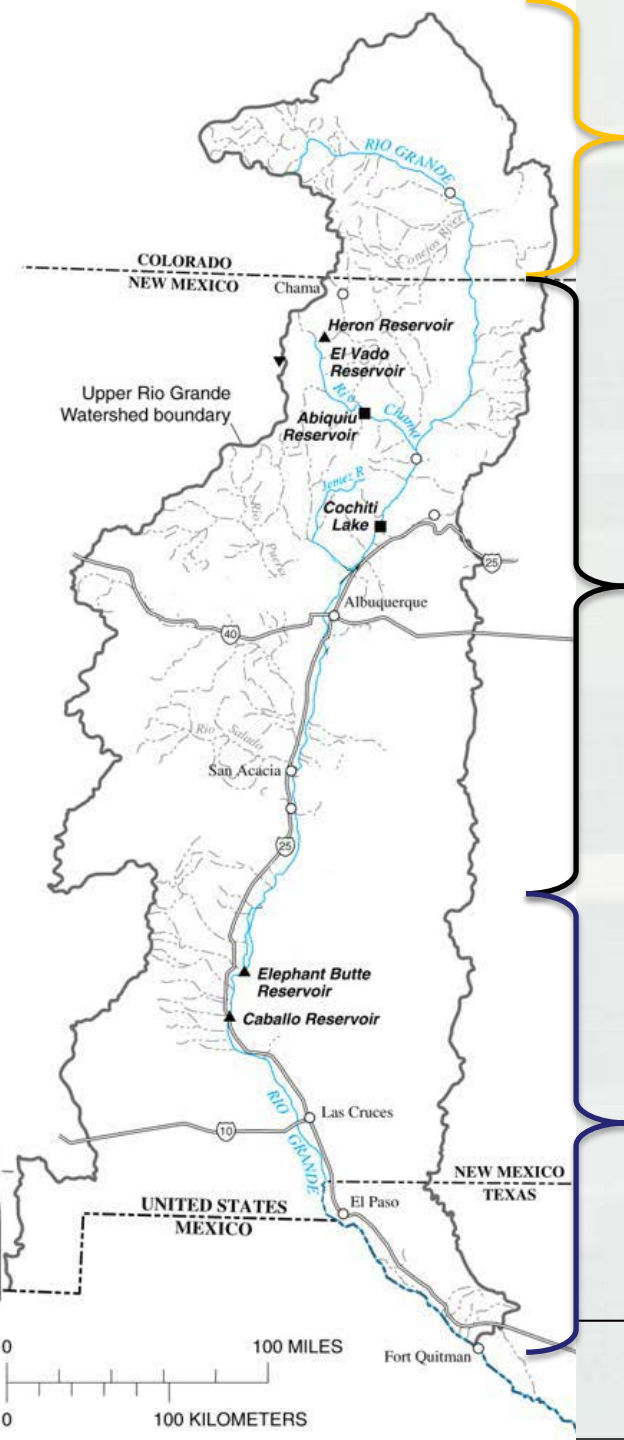 RIO GRANDE
Conejos River
COLORADO
NEW MEXICO
Chama
Heron Reservoir
El Vado
Reservoir
Upper Rio Grande
Watershed boundary
Rio Chama
Abiquiu
Reservoir
Jemez R
Cochiti
Lake
Rio Puerco
25
Albuquerque
40
Rio Salado
San Acacia
25
Elephant Butte
Reservoir
Caballo Reservoir
RIO GRANDE
Las Cruces
10
NEW MEXICO
TEXAS
UNITED STATES
MEXICO
El Paso
0 100 MILES
Fort Quitman
0 100 KILOMETERS